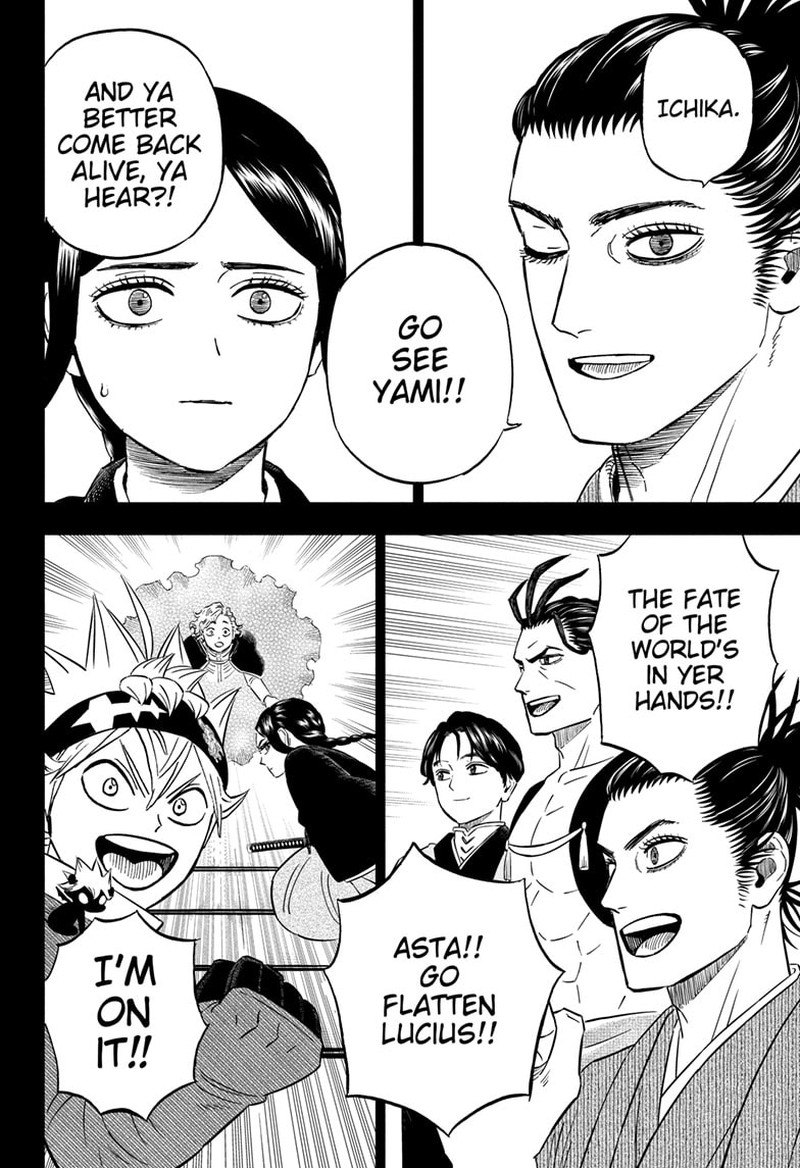 ICHIKA.
GO
SEE
YAMI!!
AND YA
BETTER
COME BACK
ALIVE, YA
HEAR?!
THE FATE
OF THE
WORLD'S
IN YER
HANDS!!
ASTA!!
GO
FLATTEN
LUCIUS!!
I'M
ON
IT!!